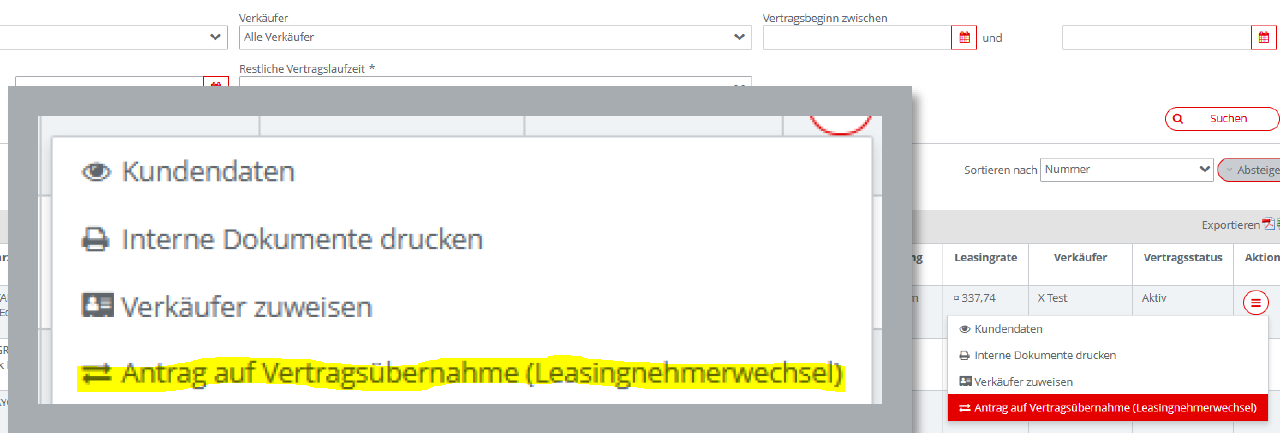 Verkäufer
Vertragsbeginn zwischen
Alle Verkäufer
und
Restliche Vertragslaufzeit *
Suchen
Sortieren nach
Nummer
Exportieren
Leasingrate
Verkäufer
Vertragsstatus
¤ 337,74
X Test
Aktiv
Kundendaten
Interne Dokumente drucken
Verkäufer zuweisen
Antrag auf Vertragsübernahme (Leasingnehmerwechsel)
Kundendaten
Interne Dokumente drucken
Verkäufer zuweisen
Antrag auf Vertragsübernahme (Leasingnehmerwechsel)